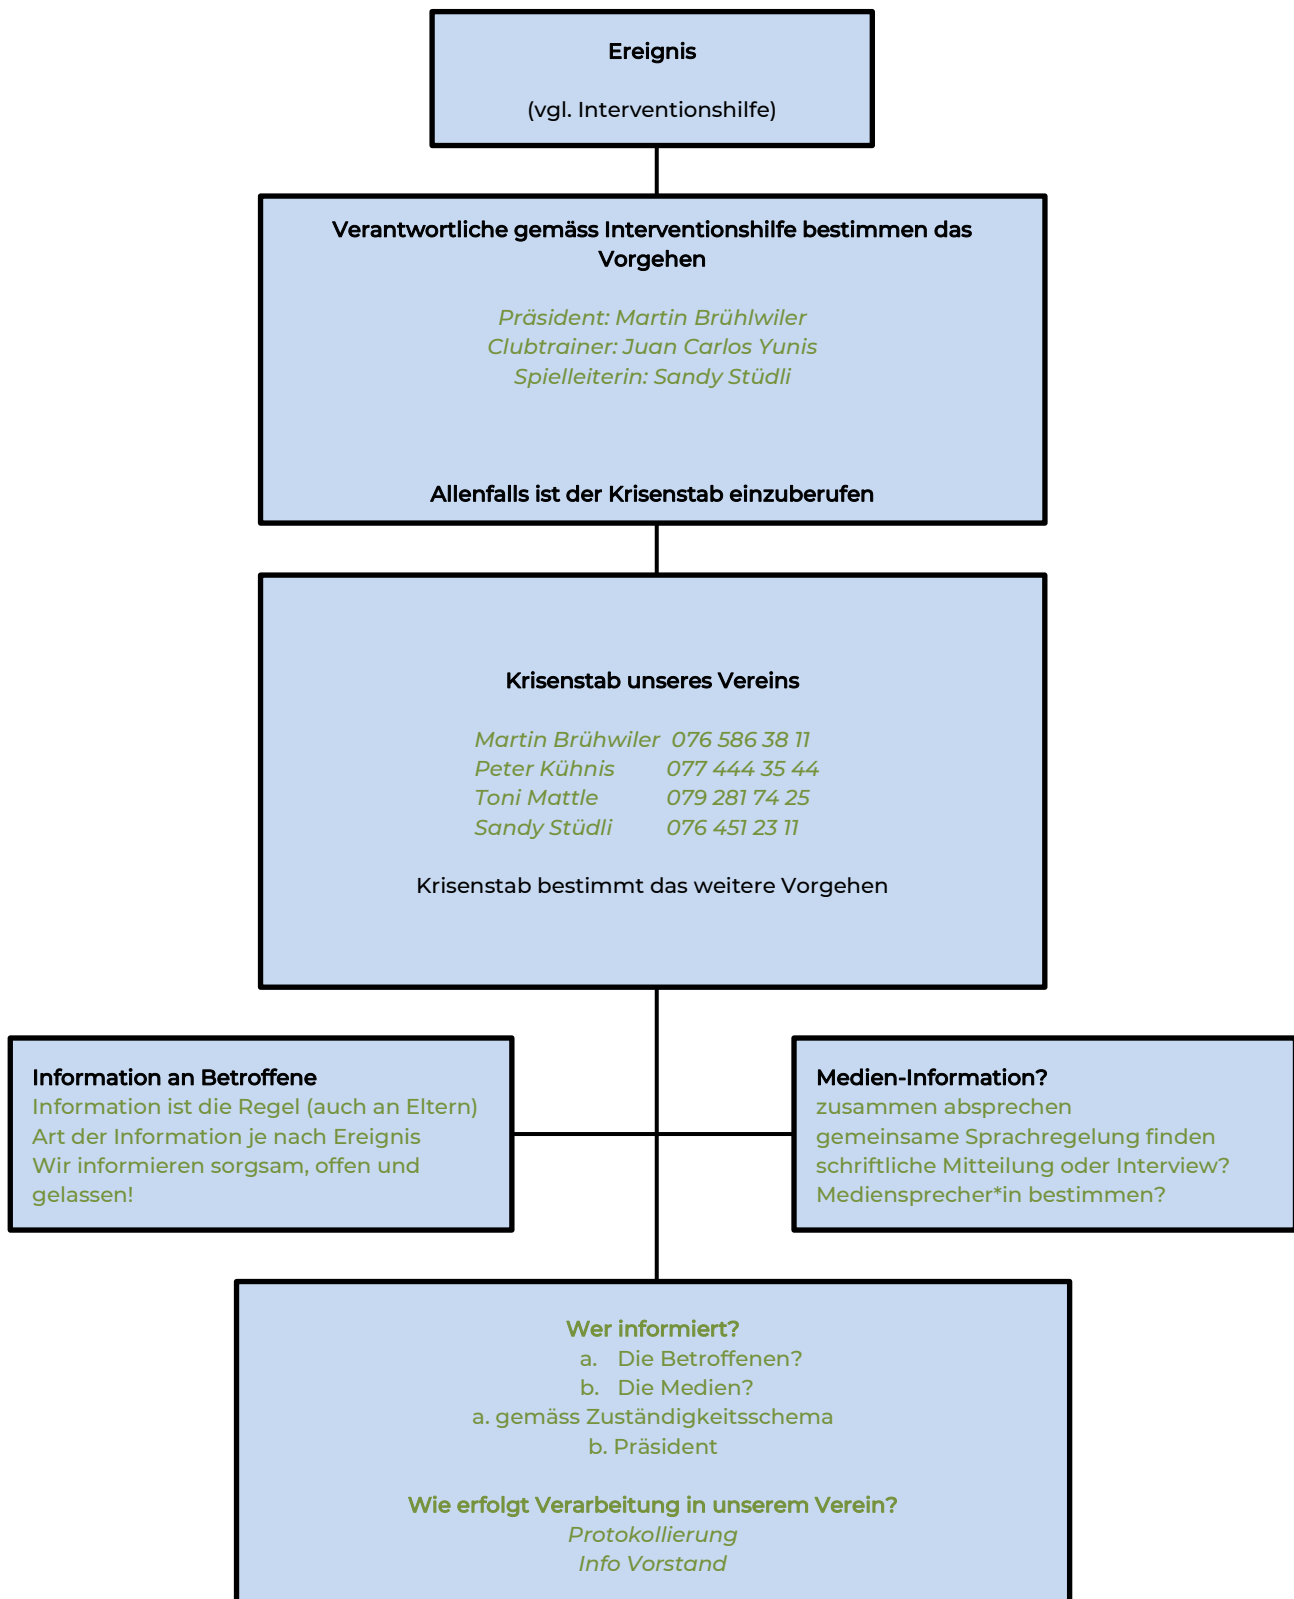 Ereignis
(vgl. Interventionshilfe)
Verantwortliche gemäss Interventionshilfe bestimmen das
Vorgehen
Präsident: Martin Brühlwiler
Clubtrainer: Juan Carlos Yunis
Spielleiterin: Sandy Stüdli
Allenfalls ist der Krisenstab einzuberufen
Krisenstab unseres Vereins
Martin Brühwiler 076 586 38 11
Peter Kühnis 077 444 35 44
Toni Mattle 079 281 74 25
Sandy Stüdli 076 451 23 11
Krisenstab bestimmt das weitere Vorgehen
Information an Betroffene
Information ist die Regel (auch an Eltern)
Art der Information je nach Ereignis
Wir informieren sorgsam, offen und
gelassen!
Medien-Information?
zusammen absprechen
gemeinsame Sprachregelung finden
schriftliche Mitteilung oder Interview?
Mediensprecher*in bestimmen?
Wer informiert?
a. Die Betroffenen?
b. Die Medien?
a. gemäss Zuständigkeitsschema
b. Präsident
Wie erfolgt Verarbeitung in unserem Verein?
Protokollierung
Info Vorstand